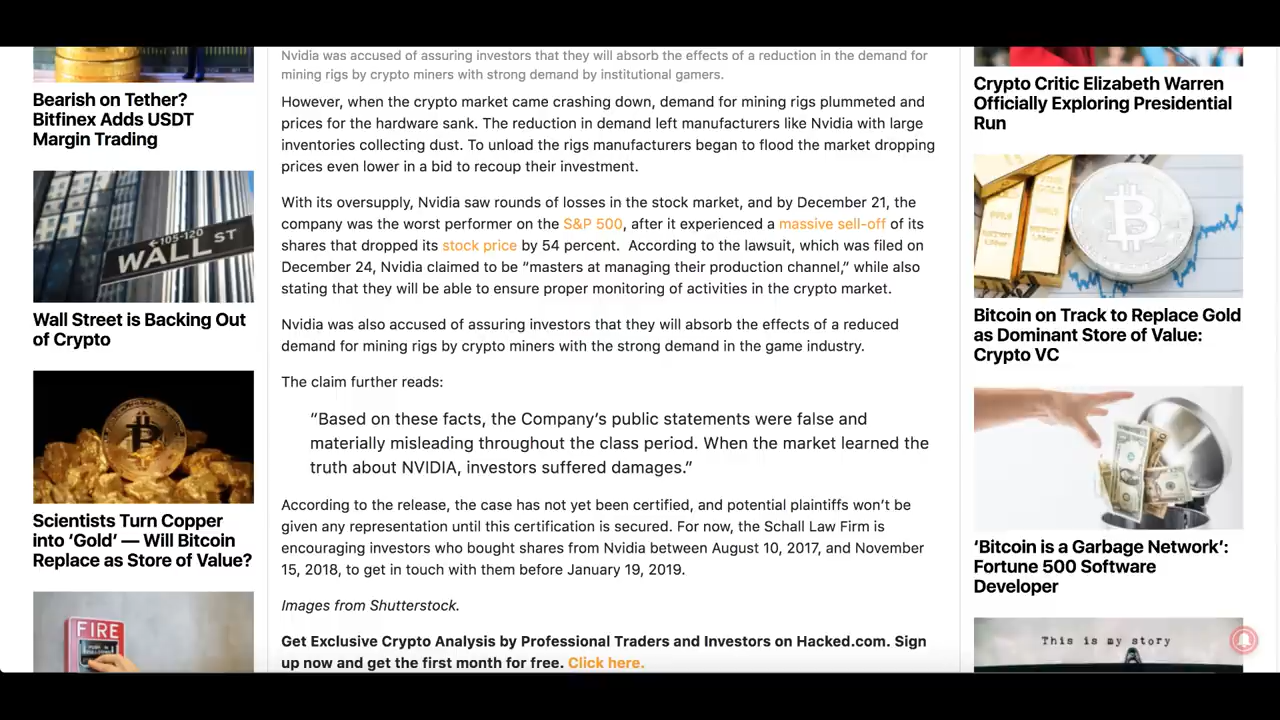 Bearish on Tether?
Bitfinex Adds USDT
Margin Trading
←105-120
WALL ST
Wall Street is Backing Out
of Crypto
Scientists Turn Copper
into ‘Gold’ — Will Bitcoin
Replace as Store of Value?
FIRE
Nvidia was accused of assuring investors that they will absorb the effects of a reduction in the demand for
mining rigs by crypto miners with strong demand by institutional gamers.
However, when the crypto market came crashing down, demand for mining rigs plummeted and
prices for the hardware sank. The reduction in demand left manufacturers like Nvidia with large
inventories collecting dust. To unload the rigs manufacturers began to flood the market dropping
prices even lower in a bid to recoup their investment.
With its oversupply, Nvidia saw rounds of losses in the stock market, and by December 21, the
company was the worst performer on the S&P 500, after it experienced a massive sell-off of its
shares that dropped its stock price by 54 percent. According to the lawsuit, which was filed on
December 24, Nvidia claimed to be “masters at managing their production channel,” while also
stating that they will be able to ensure proper monitoring of activities in the crypto market.
Nvidia was also accused of assuring investors that they will absorb the effects of a reduced
demand for mining rigs by crypto miners with the strong demand in the game industry.
The claim further reads:
“Based on these facts, the Company’s public statements were false and
materially misleading throughout the class period. When the market learned the
truth about NVIDIA, investors suffered damages.”
According to the release, the case has not yet been certified, and potential plaintiffs won’t be
given any representation until this certification is secured. For now, the Schall Law Firm is
encouraging investors who bought shares from Nvidia between August 10, 2017, and November
15, 2018, to get in touch with them before January 19, 2019.
Images from Shutterstock.
Get Exclusive Crypto Analysis by Professional Traders and Investors on Hacked.com. Sign
up now and get the first month for free. Click here.
Crypto Critic Elizabeth Warren
Officially Exploring Presidential
Run
Bitcoin on Track to Replace Gold
as Dominant Store of Value:
Crypto VC
‘Bitcoin is a Garbage Network’:
Fortune 500 Software
Developer
This is my story